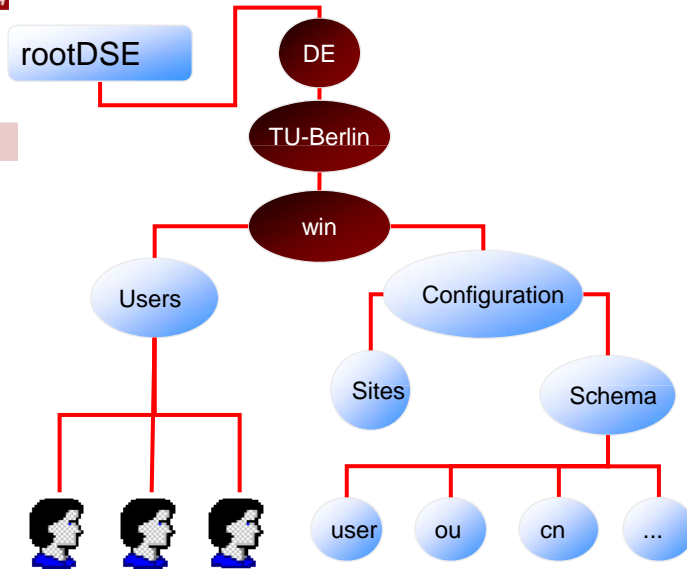 rootDSE
DE
TU-Berlin
win
Users
Configuration
Sites
Schema
user
ou
cn
...